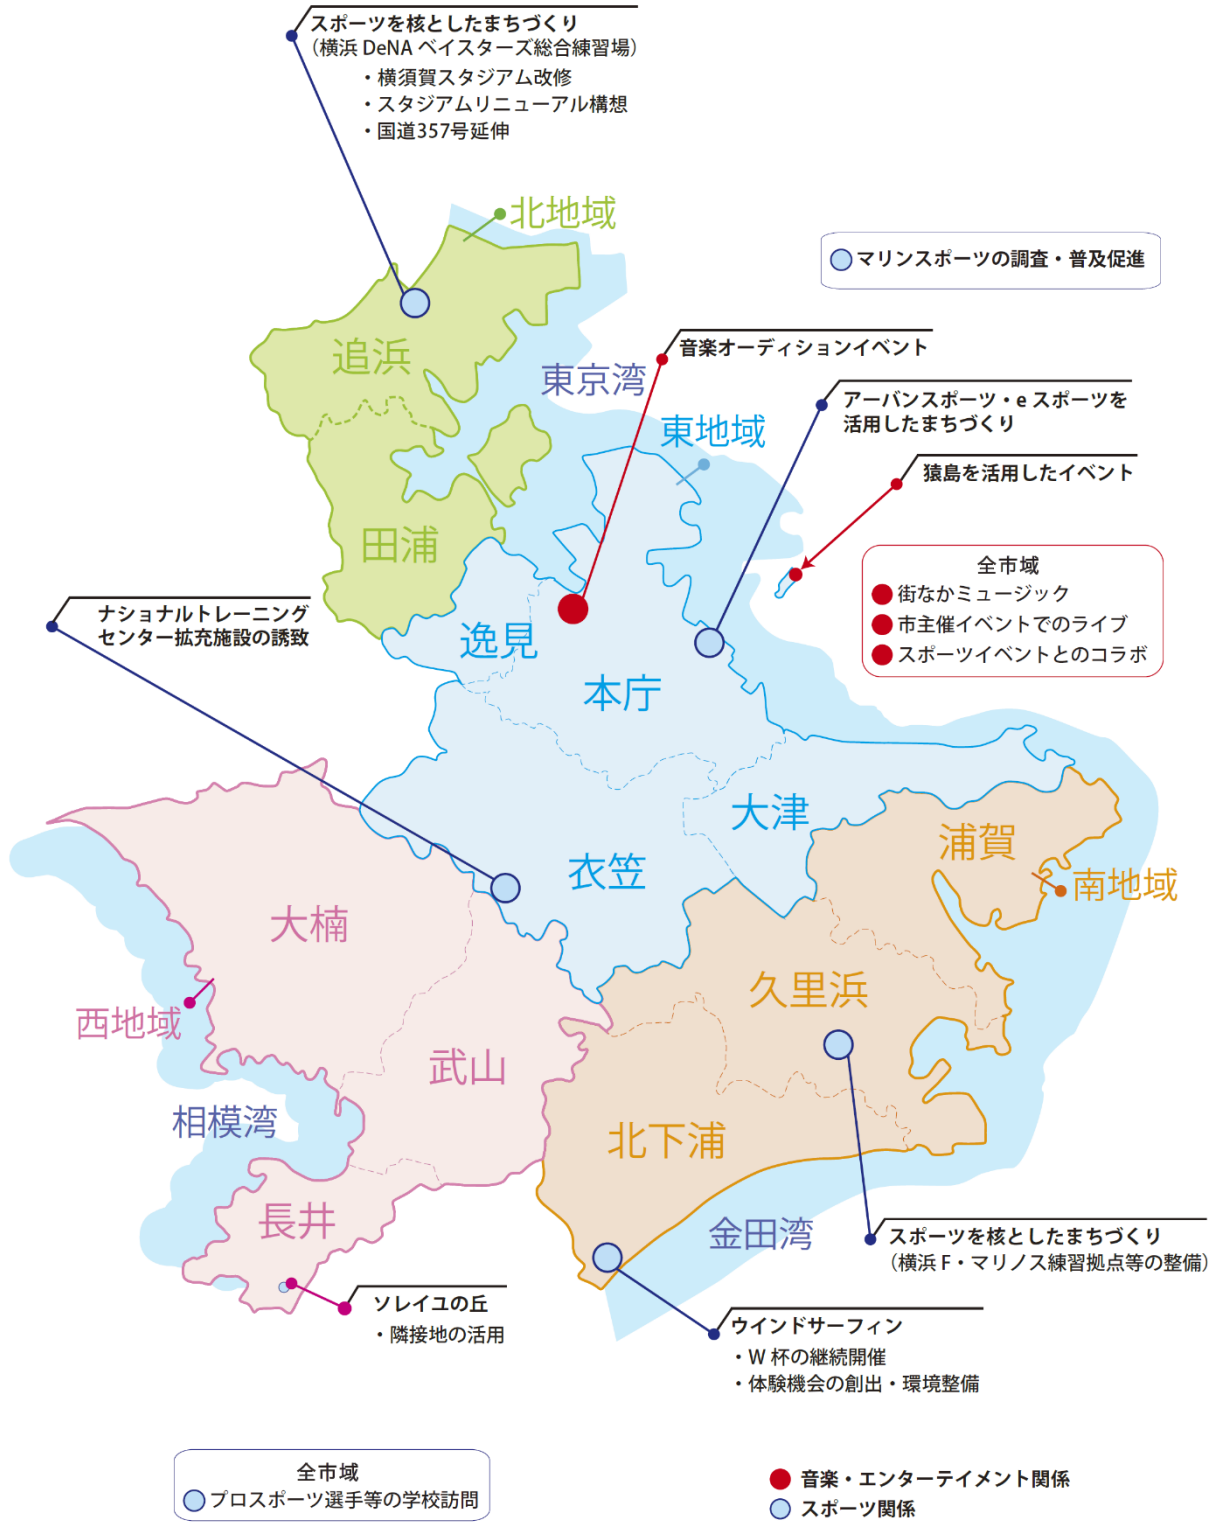 スポーツを核としたまちづくり
（横浜 DeNA ベイスターズ総合練習場）
・横須賀スタジアム改修
・スタジアムリニューアル構想
・国道357号延伸
北地域
マリンスポーツの調査・普及促進
追浜
音楽オーディションイベント
東京湾
アーバンスポーツ・e スポーツを
活用したまちづくり
東地域
猿島を活用したイベント
田浦
全市域
街なかミュージック
市主催イベントでのライブ
スポーツイベントとのコラボ
ナショナルトレーニング
センター拡充施設の誘致
逸見
本庁
大津
浦賀
衣笠
南地域
大楠
久里浜
西地域
武山
相模湾
北下浦
長井
金田湾
スポーツを核としたまちづくり
（横浜 F・マリノス練習拠点等の整備）
ソレイユの丘
・隣接地の活用
ウインドサーフィン
・W 杯の継続開催
・体験機会の創出・環境整備
全市域
プロスポーツ選手等の学校訪問
音楽・エンターテイメント関係
スポーツ関係